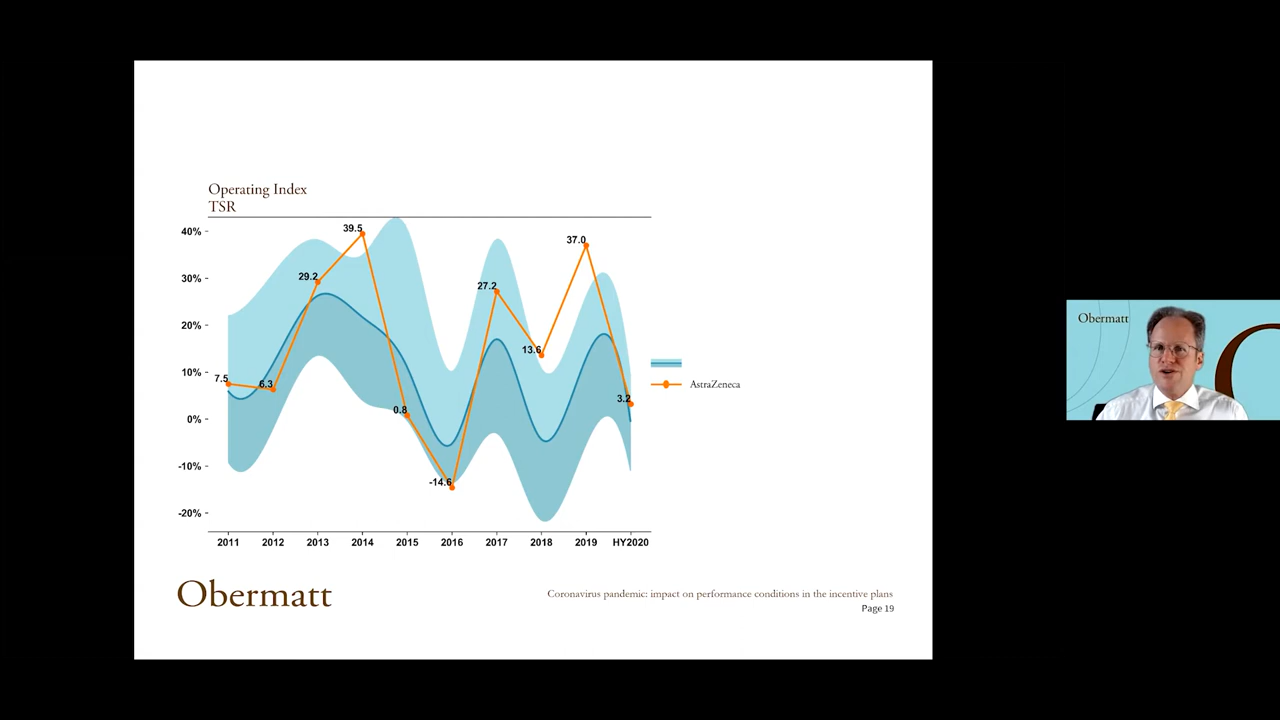 Operating Index
TSR
40%
30%
20%
10%
0%
-10%
-20%
7.5
6.3
29.2
39.5
0.8
-14.6
27.2
13.6
37.0
3.2
2011 2012 2013 2014 2015 2016 2017 2018 2019 HY2020
AstraZeneca
Obermatt
Coronavirus pandemic: impact on performance conditions in the incentive plans
Page 19
Obermatt